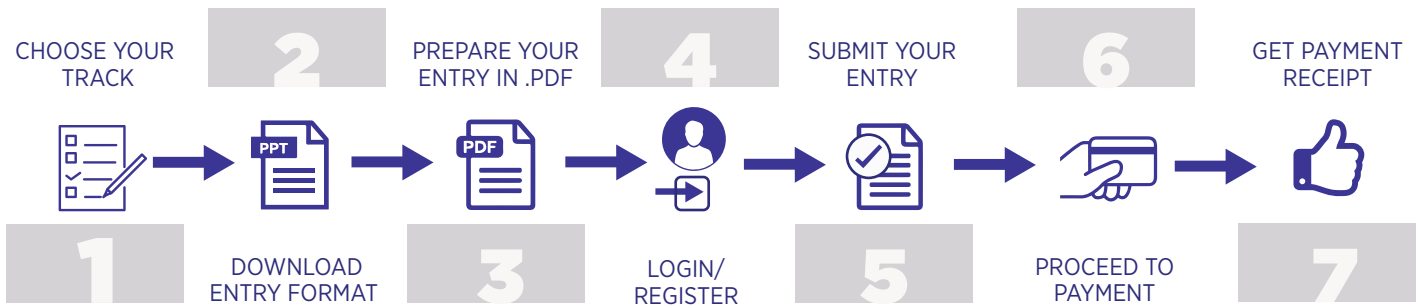 CHOOSE YOUR
TRACK
2
PREPARE YOUR
ENTRY IN .PDF
4
SUBMIT YOUR
ENTRY
6
GET PAYMENT
RECEIPT
PPT
PDF
1
DOWNLOAD
ENTRY FORMAT
3
LOGIN/
REGISTER
5
PROCEED TO
PAYMENT
7